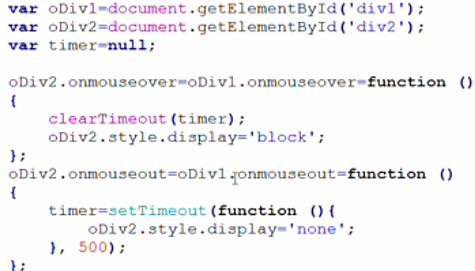 var oDiv1=document.getElementById('div1');
var oDiv2=document.getElementById('div2');
var timer=null;
oDiv2.onmouseover=oDiv1.onmouseover=function ()
{
clearTimeout(timer);
oDiv2.style.display='block';
};
oDiv2.onmouseout=oDiv1.onmouseout=function ()
{
timer=setTimeout(function (){
oDiv2.style.display='none';
}, 500);
};